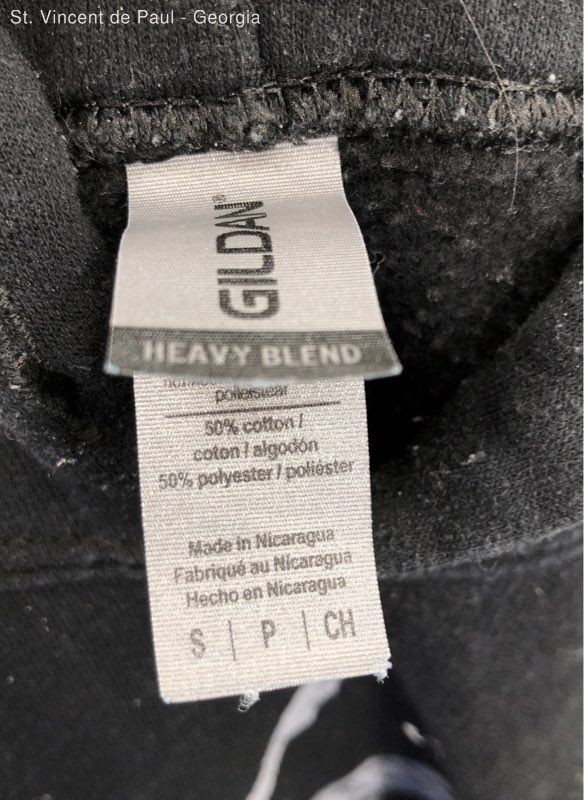 St. Vincent de Paul - Georgia
GILDAN®
HEAVY BLEND
50% cotton /
coton / algodón
50% polyester / poliéster
Made in Nicaragua
Fabriqué au Nicaragua
Hecho en Nicaragua
S | P | CH